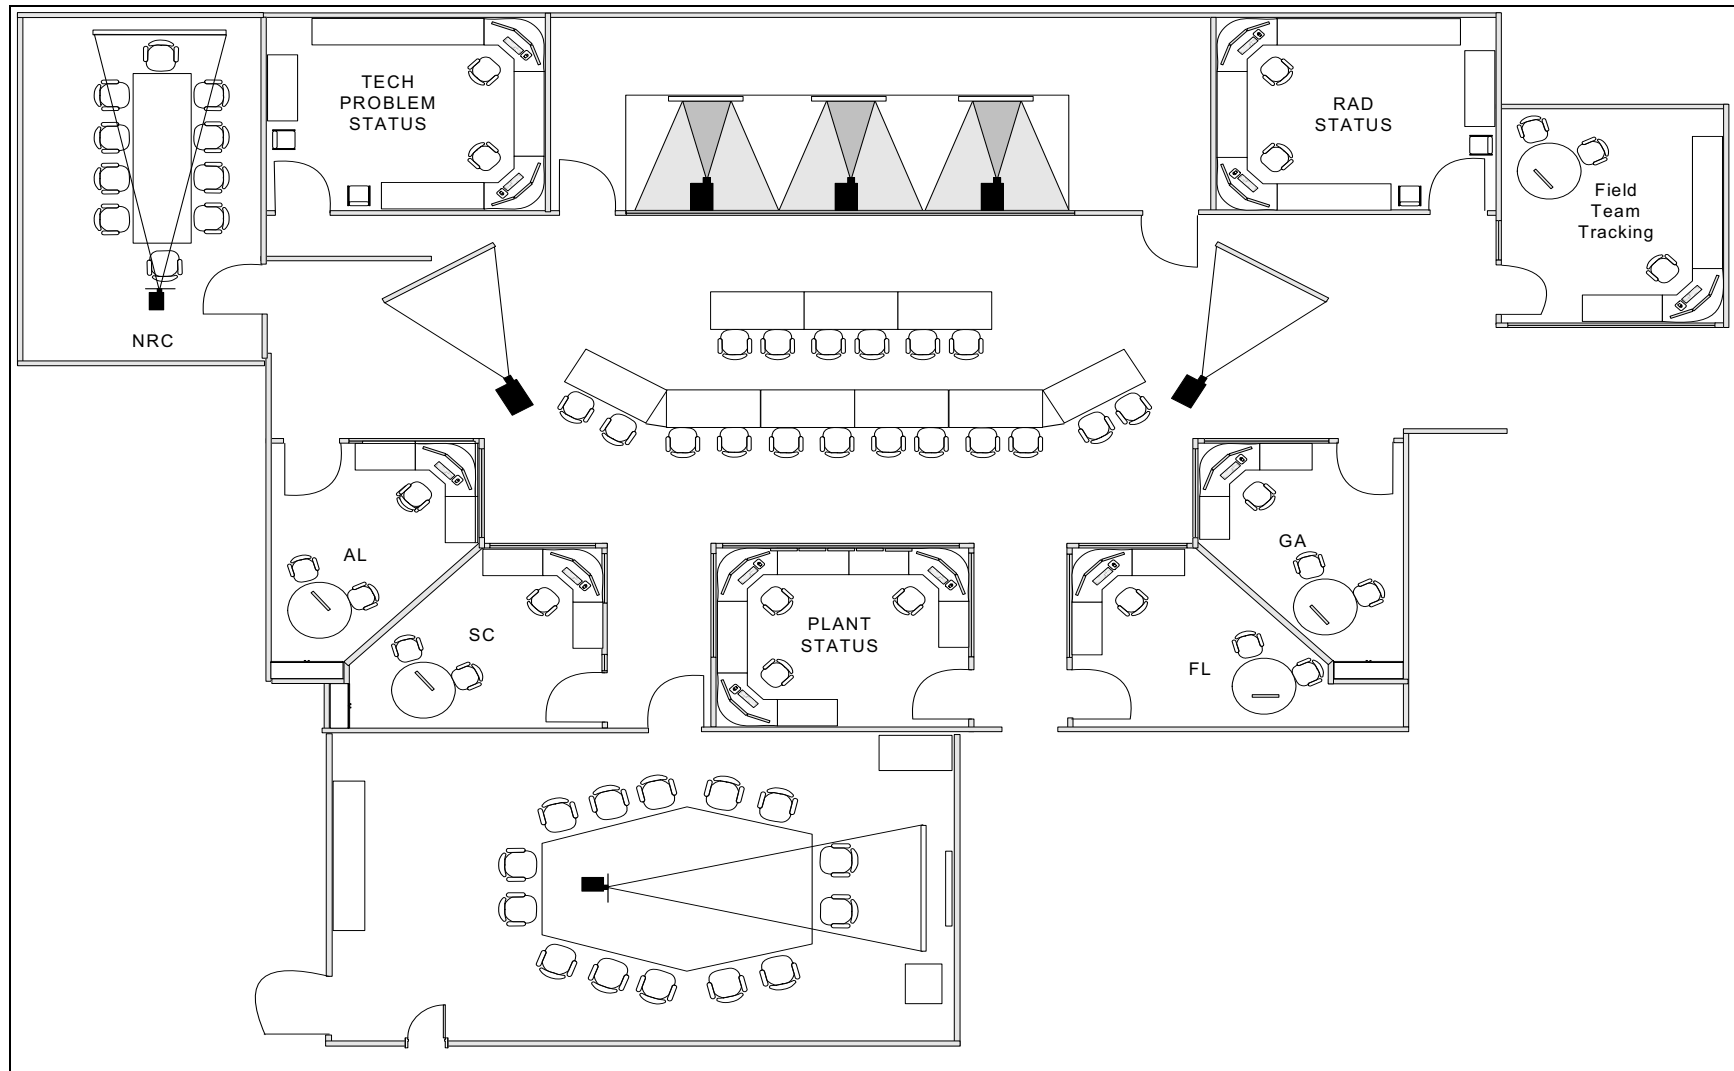 TECH
PROBLEM
STATUS
RAD
STATUS
Field
Team
Tracking
NRC
AL
GA
SC
PLANT
STATUS
FL